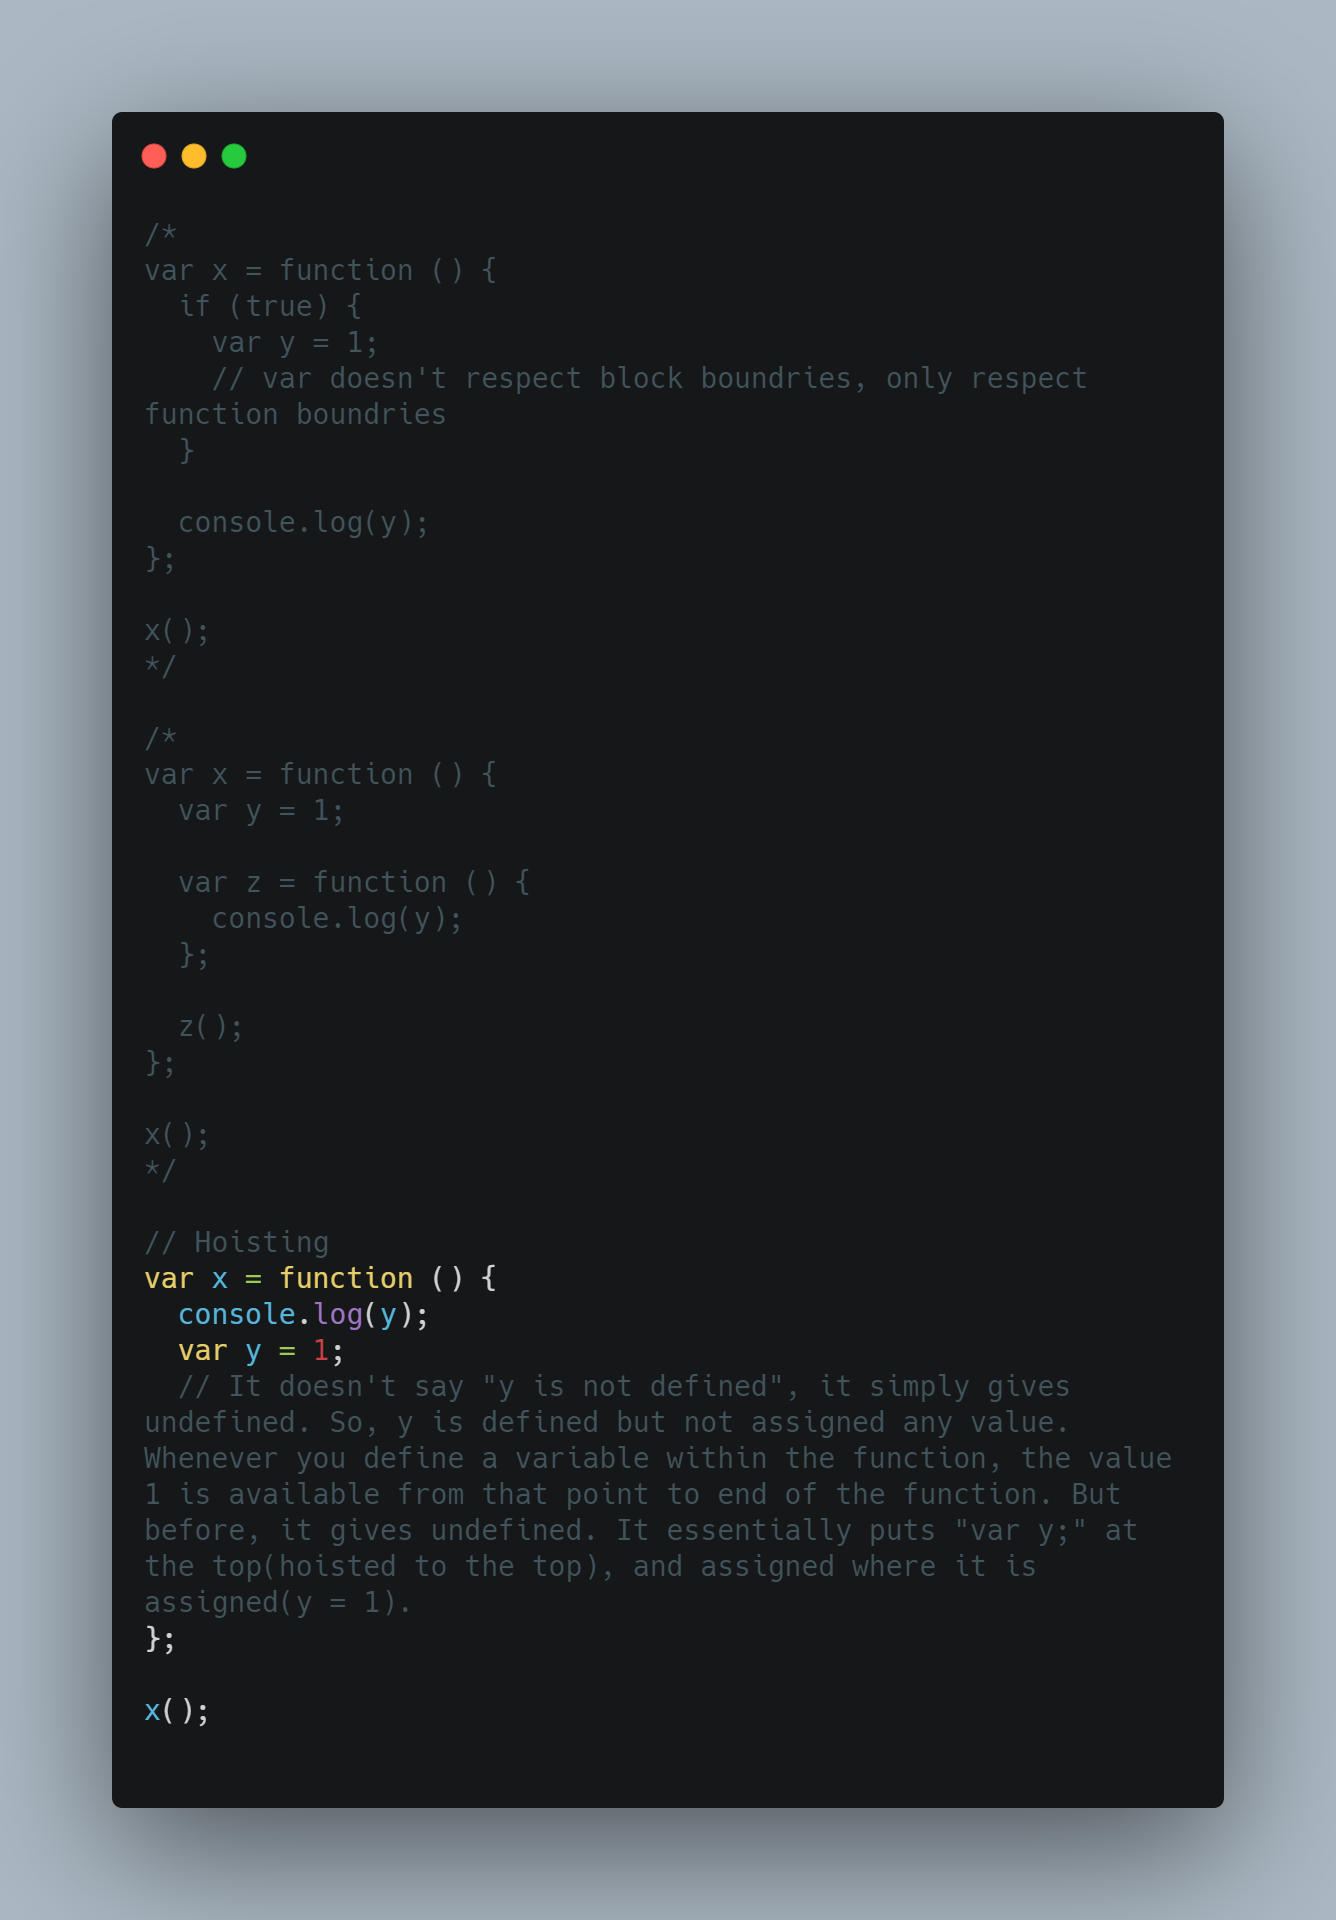 /*
var x = function () {
  if (true) {
    var y = 1;
    // var doesn't respect block boundries, only respect
function boundries
  }

  console.log(y);
};

x();
*/

/*
var x = function () {
  var y = 1;

  var z = function () {
    console.log(y);
  };

  z();
};

x();
*/

// Hoisting
var x = function () {
  console.log(y);
  var y = 1;
  // It doesn't say "y is not defined", it simply gives
undefined. So, y is defined but not assigned any value.
Whenever you define a variable within the function, the value
1 is available from that point to end of the function. But
before, it gives undefined. It essentially puts "var y;" at
the top(hoisted to the top), and assigned where it is
assigned(y = 1).
};

x();